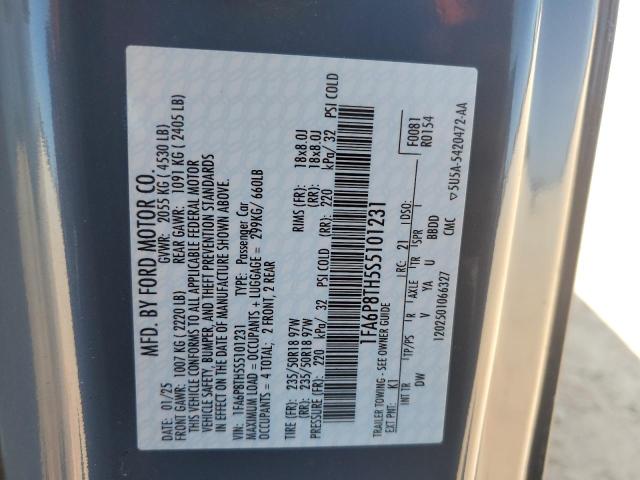 MFD. BY FORD MOTOR CO.
DATE: 01/25 GVWR: 2055 KG ( 4530 LB)
FRONT GAWR: 1007 KG ( 2220 LB) REAR GAWR: 1091 KG ( 2405 LB)
THIS VEHICLE CONFORMS TO ALL APPLICABLE FEDERAL MOTOR
VEHICLE SAFETY, BUMPER, AND THEFT PREVENTION STANDARDS
IN EFFECT ON THE DATE OF MANUFACTURE SHOWN ABOVE.
VIN: 1FA6P8TH5S5101231 TYPE: Passenger Car
MAXIMUM LOAD = OCCUPANTS + LUGGAGE = 299KG/ 660LB
OCCUPANTS = 4 TOTAL; 2 FRONT, 2 REAR
TIRE (FR): 235/50R18 97W RIMS (FR): 18x8.0J
(RR): 235/50R18 97W (RR): 18x8.0J
PRESSURE (FR): 220 kPa/ 32 PSI COLD (RR): 220 kPa/ 32 PSI COLD
1FA6P8TH5S5101231
TRAILER TOWING - SEE OWNER GUIDE
F0081
R0154
EXT PNT: K1 RC: 21 DSO:
INT TR TP/PS R AXLE TR SPR
DW V YA U BBDD
1202501066327 CMC ▽5U5A-5420472-AA